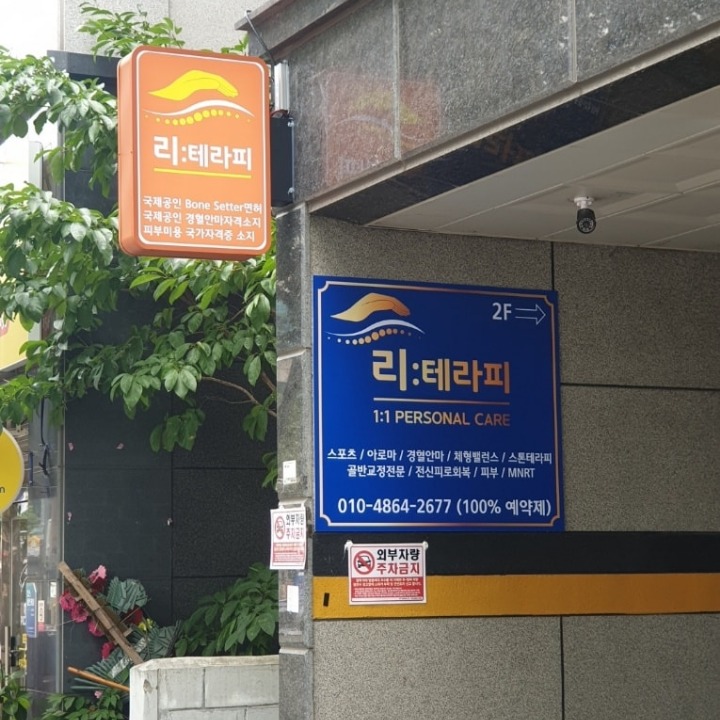 리:테라피
국제공인 Bone Setter면허
국제공인 경혈안마자격소지
피부미용 국가자격증 소지
2F
리:테라피
1:1 PERSONAL CARE
스포츠 / 아로마 / 경혈안마 / 체형밸런스 / 스톤테라피
골반교정전문 / 전신피로회복 / 피부 / MNRT
010-4864-2677 (100% 예약제)
외부차량
주차금지
외부차량
주차금지